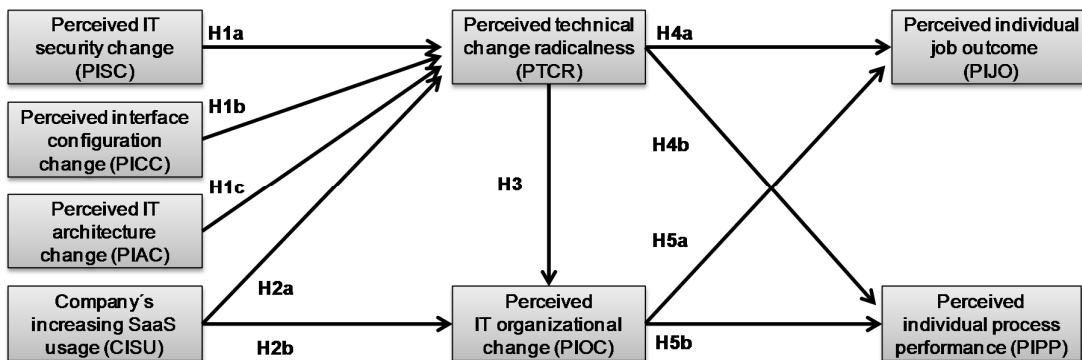 Perceived IT
security change
(PISC)
H1a
Perceived technical
change radicalness
(PTCR)
H4a
Perceived individual
job outcome
(PIJO)
Perceived interface
configuration
change (PICC)
H1b
H4b
Perceived IT
architecture
change (PIAC)
H1c
H3
H5a
Company´s
increasing SaaS
usage (CISU)
H2a
H2b
Perceived
IT organizational
change (PIOC)
H5b
Perceived
individual process
performance (PIPP)